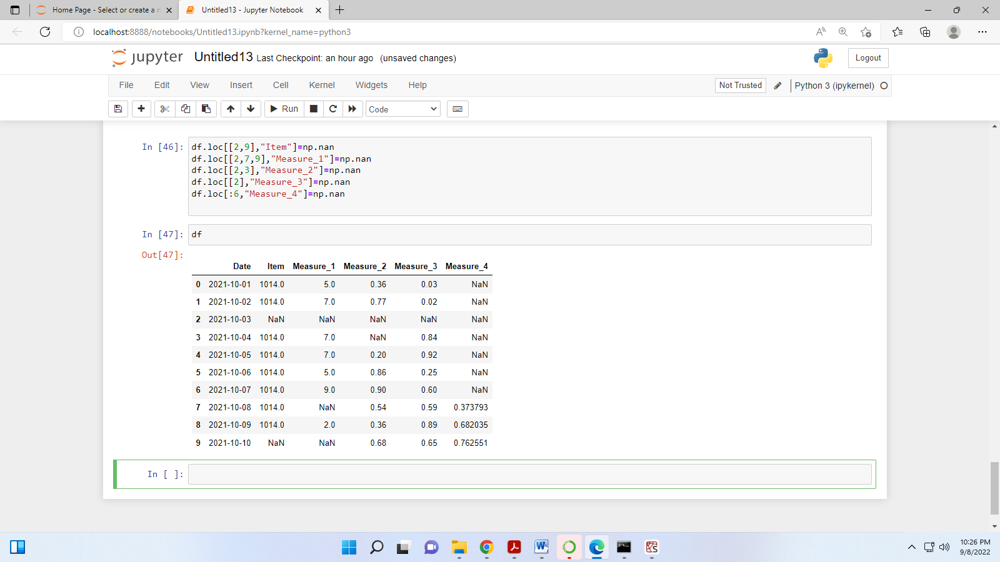 Home Page - Select or create a n
Untitled13 - Jupyter Notebook
localhost:8888/notebooks/Untitled13.ipynb?kernel_name=python3
jupyter Untitled13 Last Checkpoint: an hour ago (unsaved changes)
Logout
File Edit View Insert Cell Kernel Widgets Help
Not Trusted
Python 3 (ipykernel)
Run
Code
In [46]:
df.loc[[2,9],"Item"]=np.nan
df.loc[[2,7,9],"Measure_1"]=np.nan
df.loc[[2,3],"Measure_2"]=np.nan
df.loc[[2],"Measure_3"]=np.nan
df.loc[:6,"Measure_4"]=np.nan
In [47]: df
Out[47]:
Date Item Measure_1 Measure_2 Measure_3 Measure_4
0 2021-10-01 1014.0 5.0 0.36 0.03 NaN
1 2021-10-02 1014.0 7.0 0.77 0.02 NaN
2 2021-10-03 NaN NaN NaN NaN NaN
3 2021-10-04 1014.0 7.0 NaN 0.84 NaN
4 2021-10-05 1014.0 7.0 0.20 0.92 NaN
5 2021-10-06 1014.0 5.0 0.86 0.25 NaN
6 2021-10-07 1014.0 9.0 0.90 0.60 NaN
7 2021-10-08 1014.0 NaN 0.54 0.59 0.373793
8 2021-10-09 1014.0 2.0 0.36 0.89 0.682035
9 2021-10-10 NaN NaN 0.68 0.65 0.762551
In [ ]:
10:26 PM
9/8/2022